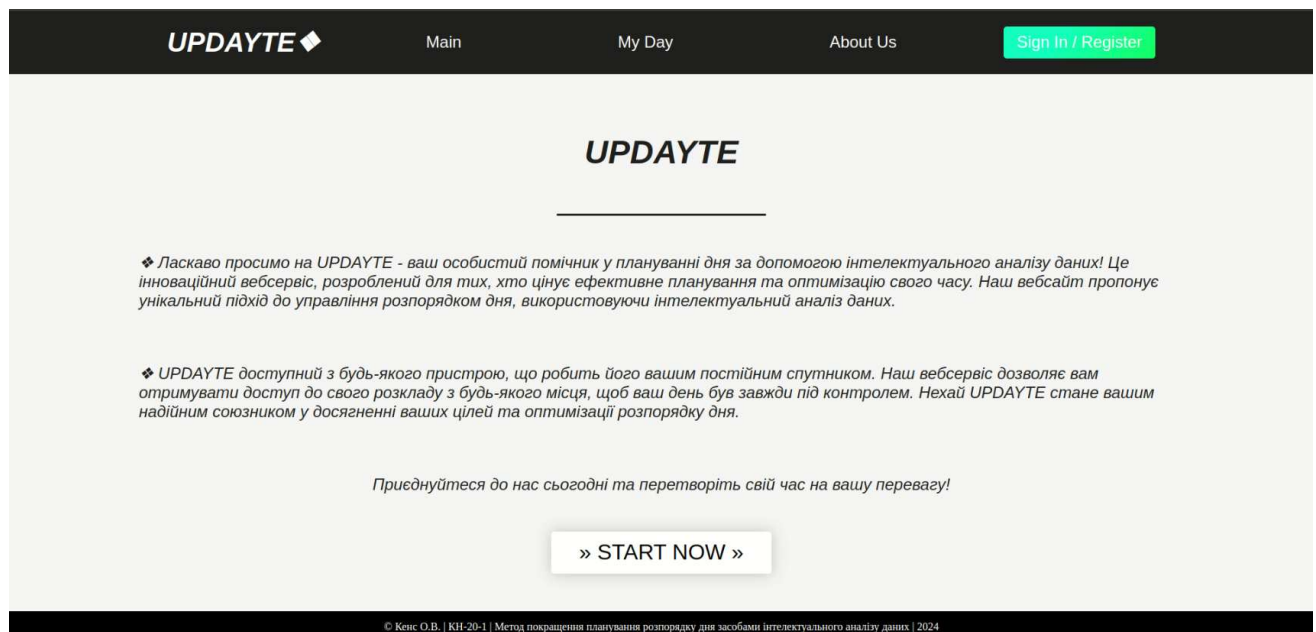 UPDAYTE❖ Main My Day About Us Sign In / Register
UPDAYTE
❖ Ласкаво просимо на UPDAYTE - ваш особистий помічник у плануванні дня за допомогою інтелектуального аналізу даних! Це
інноваційний вебсервіс, розроблений для тих, хто цінує ефективне планування та оптимізацію свого часу. Наш вебсайт пропонує
унікальний підхід до управління розпорядком дня, використовуючи інтелектуальний аналіз даних.
❖ UPDAYTE доступний з будь-якого пристрою, що робить його вашим постійним спутником. Наш вебсервіс дозволяє вам
отримувати доступ до свого розкладу з будь-якого місця, щоб ваш день був завжди під контролем. Нехай UPDAYTE стане вашим
надійним союзником у досягненні ваших цілей та оптимізації розпорядку дня.
Приєднуйтеся до нас сьогодні та перетворіть свій час на вашу перевагу!
» START NOW »
© Кенс О.В. | КН-20-1 | Метод покращення планування розпорядку дня засобами інтелектуального аналізу даних | 2024